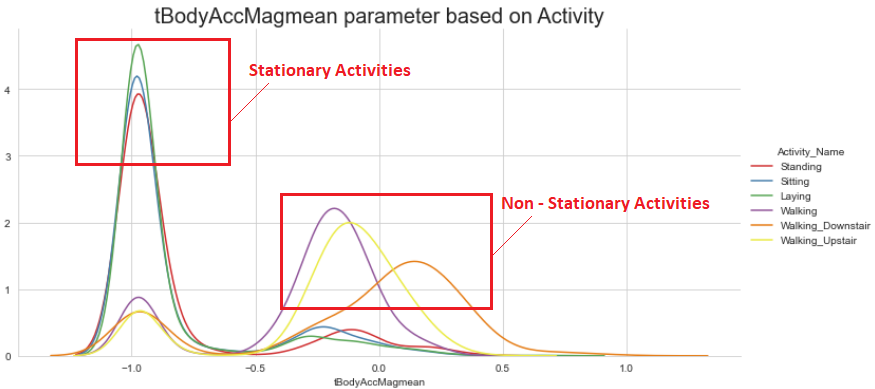 tBodyAccMagmean parameter based on Activity
Stationary Activities
Non - Stationary Activities
4
3
2
1
0
−1.0
−0.5
0.0
0.5
1.0
tBodyAccMagmean
Activity_Name
Standing
Sitting
Laying
Walking
Walking_Downstair
Walking_Upstair